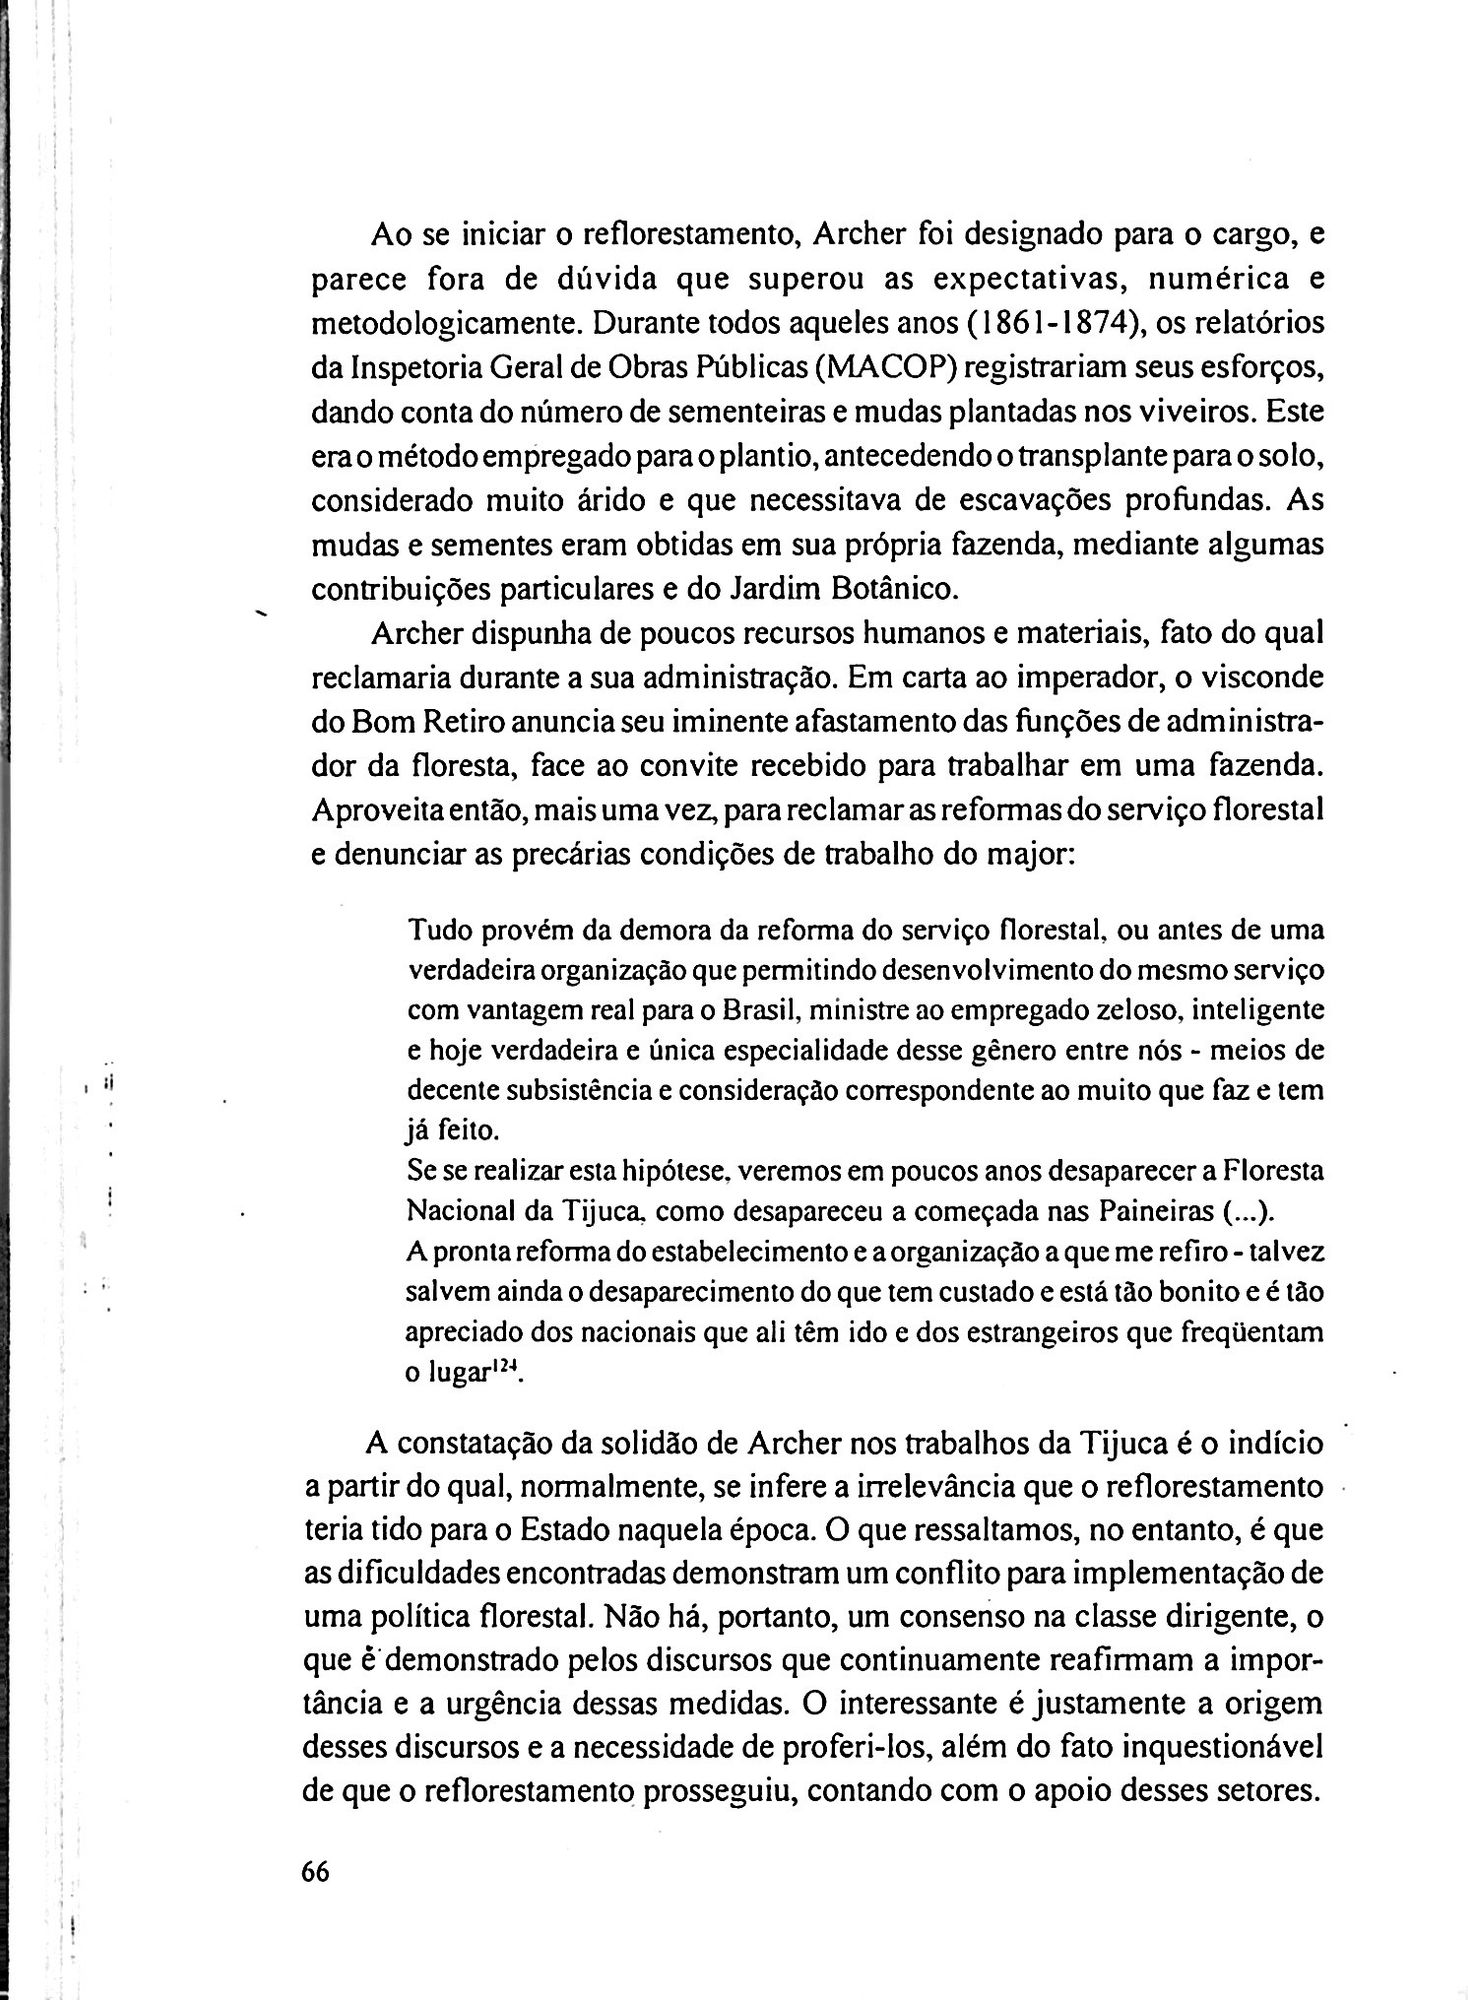 Ao se iniciar o reflorestamento, Archer foi designado para o cargo, e
parece fora de dúvida que superou as expectativas, numérica e
metodologicamente. Durante todos aqueles anos (1861-1874), os relatórios
da Inspetoria Geral de Obras Públicas (MACOP) registrariam seus esforços,
dando conta do número de sementeiras e mudas plantadas nos viveiros. Este
era o método empregado para o plantio, antecedendo o transplante para o solo,
considerado muito árido e que necessitava de escavações profundas. As
mudas e sementes eram obtidas em sua própria fazenda, mediante algumas
contribuições particulares e do Jardim Botânico.
Archer dispunha de poucos recursos humanos e materiais, fato do qual
reclamaria durante a sua administração. Em carta ao imperador, o visconde
do Bom Retiro anuncia seu iminente afastamento das funções de administra-
dor da floresta, face ao convite recebido para trabalhar em uma fazenda.
Aproveita então, mais uma vez, para reclamar as reformas do serviço florestal
e denunciar as precárias condições de trabalho do major:
Tudo provém da demora da reforma do serviço florestal, ou antes de uma
verdadeira organização que permitindo desenvolvimento do mesmo serviço
com vantagem real para o Brasil, ministre ao empregado zeloso, inteligente
e hoje verdadeira e única especialidade desse gênero entre nós - meios de
decente subsistência e consideração correspondente ao muito que faz e tem
já feito.
Se se realizar esta hipótese, veremos em poucos anos desaparecer a Floresta
Nacional da Tijuca, como desapareceu a começada nas Paineiras (...).
A pronta reforma do estabelecimento e a organização a que me refiro - talvez
salvem ainda o desaparecimento do que tem custado e está tão bonito e é tão
apreciado dos nacionais que ali têm ido e dos estrangeiros que freqüentam
o lugar¹²⁴.
A constatação da solidão de Archer nos trabalhos da Tijuca é o indício
a partir do qual, normalmente, se infere a irrelevância que o reflorestamento
teria tido para o Estado naquela época. O que ressaltamos, no entanto, é que
as dificuldades encontradas demonstram um conflito para implementação de
uma política florestal. Não há, portanto, um consenso na classe dirigente, o
que é demonstrado pelos discursos que continuamente reafirmam a impor-
tância e a urgência dessas medidas. O interessante é justamente a origem
desses discursos e a necessidade de proferi-los, além do fato inquestionável
de que o reflorestamento prosseguiu, contando com o apoio desses setores.
66